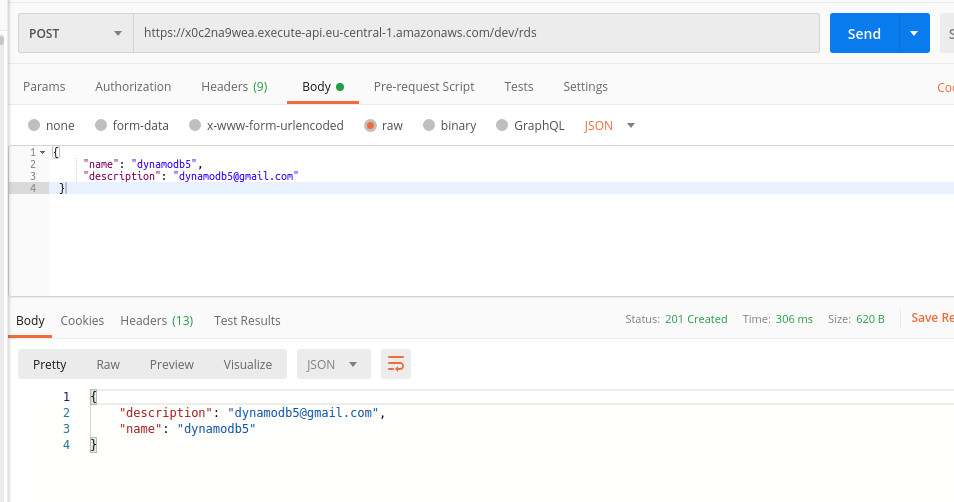 POST https://x0c2na9wea.execute-api.eu-central-1.amazonaws.com/dev/rds Send S
Params Authorization Headers (9) Body Pre-request Script Tests Settings Coo
none form-data x-www-form-urlencoded raw binary GraphQL JSON
1 {
2 "name": "dynamodb5",
3 "description": "dynamodb5@gmail.com"
4 }
Body Cookies Headers (13) Test Results Status: 201 Created Time: 306 ms Size: 620 B Save Re
Pretty Raw Preview Visualize JSON
1 {
2 "description": "dynamodb5@gmail.com",
3 "name": "dynamodb5"
4 }